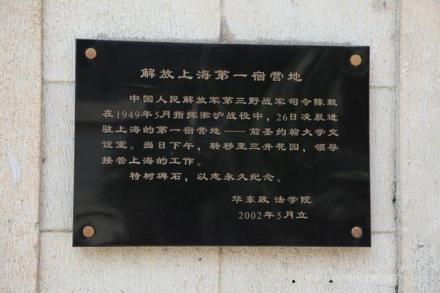 解放上海第一宿营地
中国人民解放军第三野战军司令陈毅
在1949年5月指挥淞沪战役中，26日凌晨进
驻上海的第一宿营地——前圣约翰大学交
谊室。当日下午，转移至三井花园，领导
接管上海的工作。
特树碑石，以志永久纪念。
华东政法学院
2002年5月立